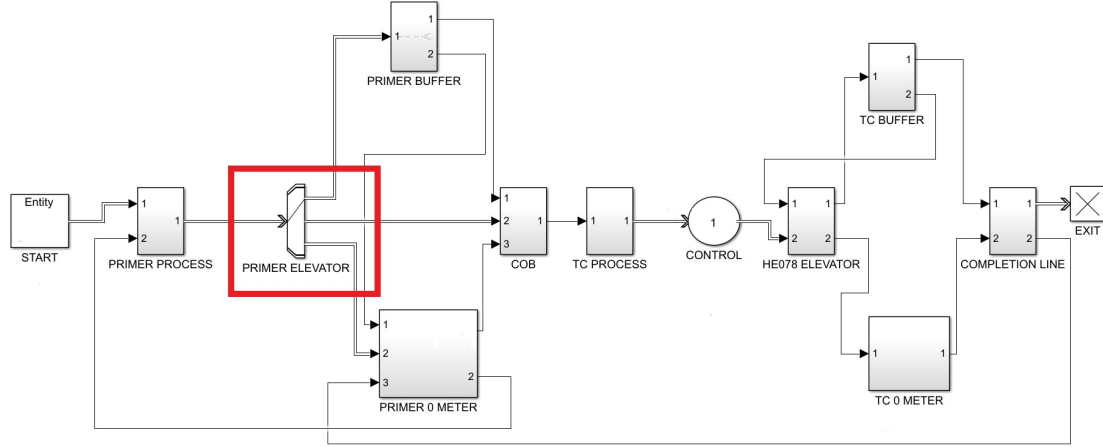 1
1
2
PRIMER BUFFER
1
1
2
TC BUFFER
Entity
START
1
1
2
PRIMER PROCESS
PRIMER ELEVATOR
1
2
1
3
COB
1
1
TC PROCESS
1
CONTROL
1
1
2
2
HE078 ELEVATOR
1
1
2
2
COMPLETION LINE
EXIT
1
1
2
3
2
PRIMER 0 METER
1
1
TC 0 METER